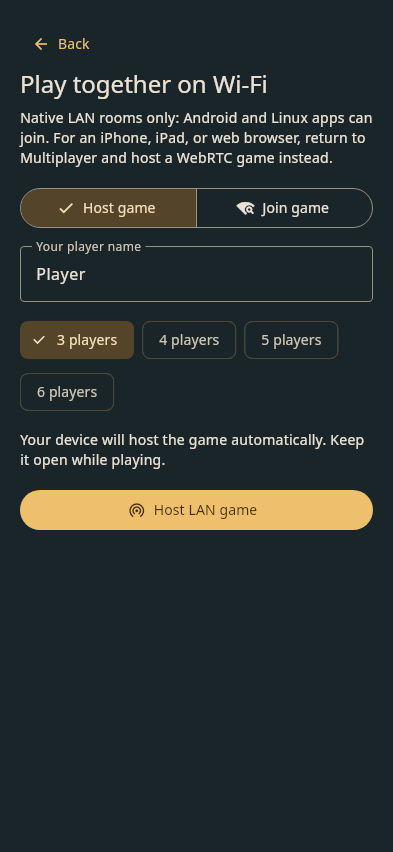 Back
Play together on Wi-Fi
Native LAN rooms only: Android and Linux apps can
join. For an iPhone, iPad, or web browser, return to
Multiplayer and host a WebRTC game instead.
Host game
Join game
Your player name
Player
3 players
4 players
5 players
6 players
Your device will host the game automatically. Keep
it open while playing.
Host LAN game